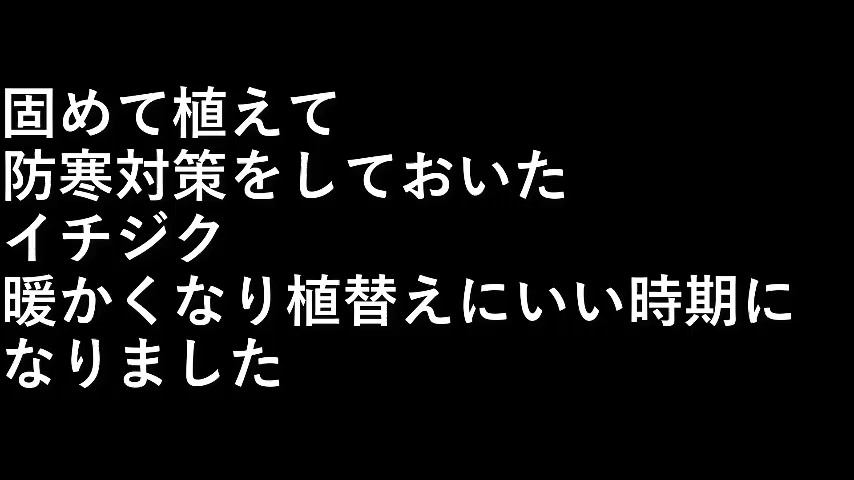 固めて植えて
防寒対策をしておいた
イチジク
暖かくなり植替えにいい時期に
なりました